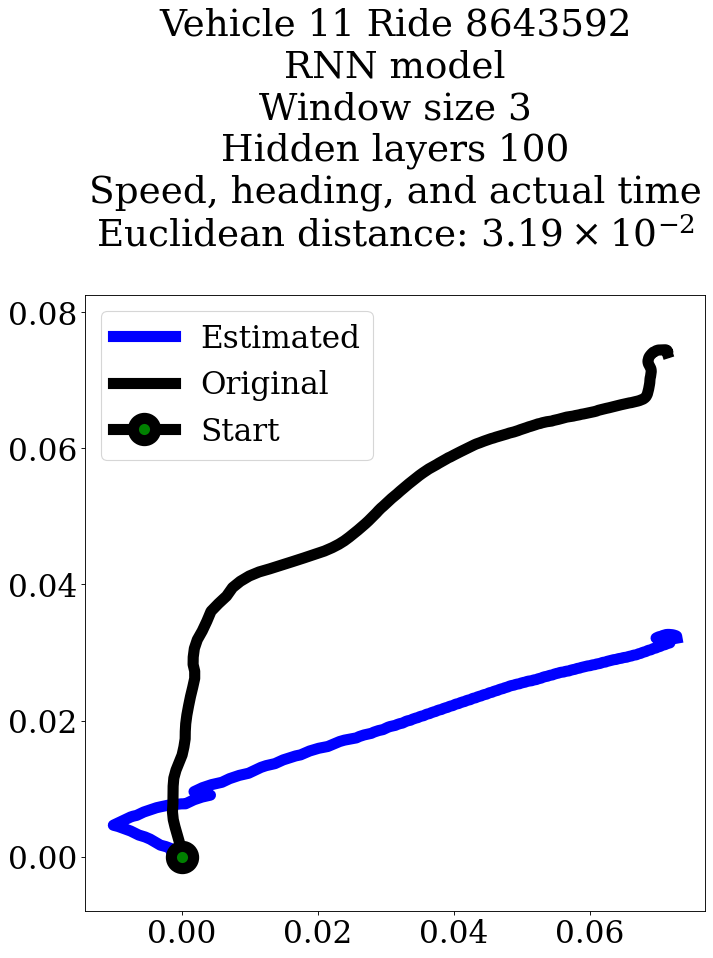 Vehicle 11 Ride 8643592
RNN model
Window size 3
Hidden layers 100
Speed, heading, and actual time
Euclidean distance: 3.19 × 10⁻²
0.08
0.06
0.04
0.02
0.00
Estimated
Original
Start
0.00 0.02 0.04 0.06